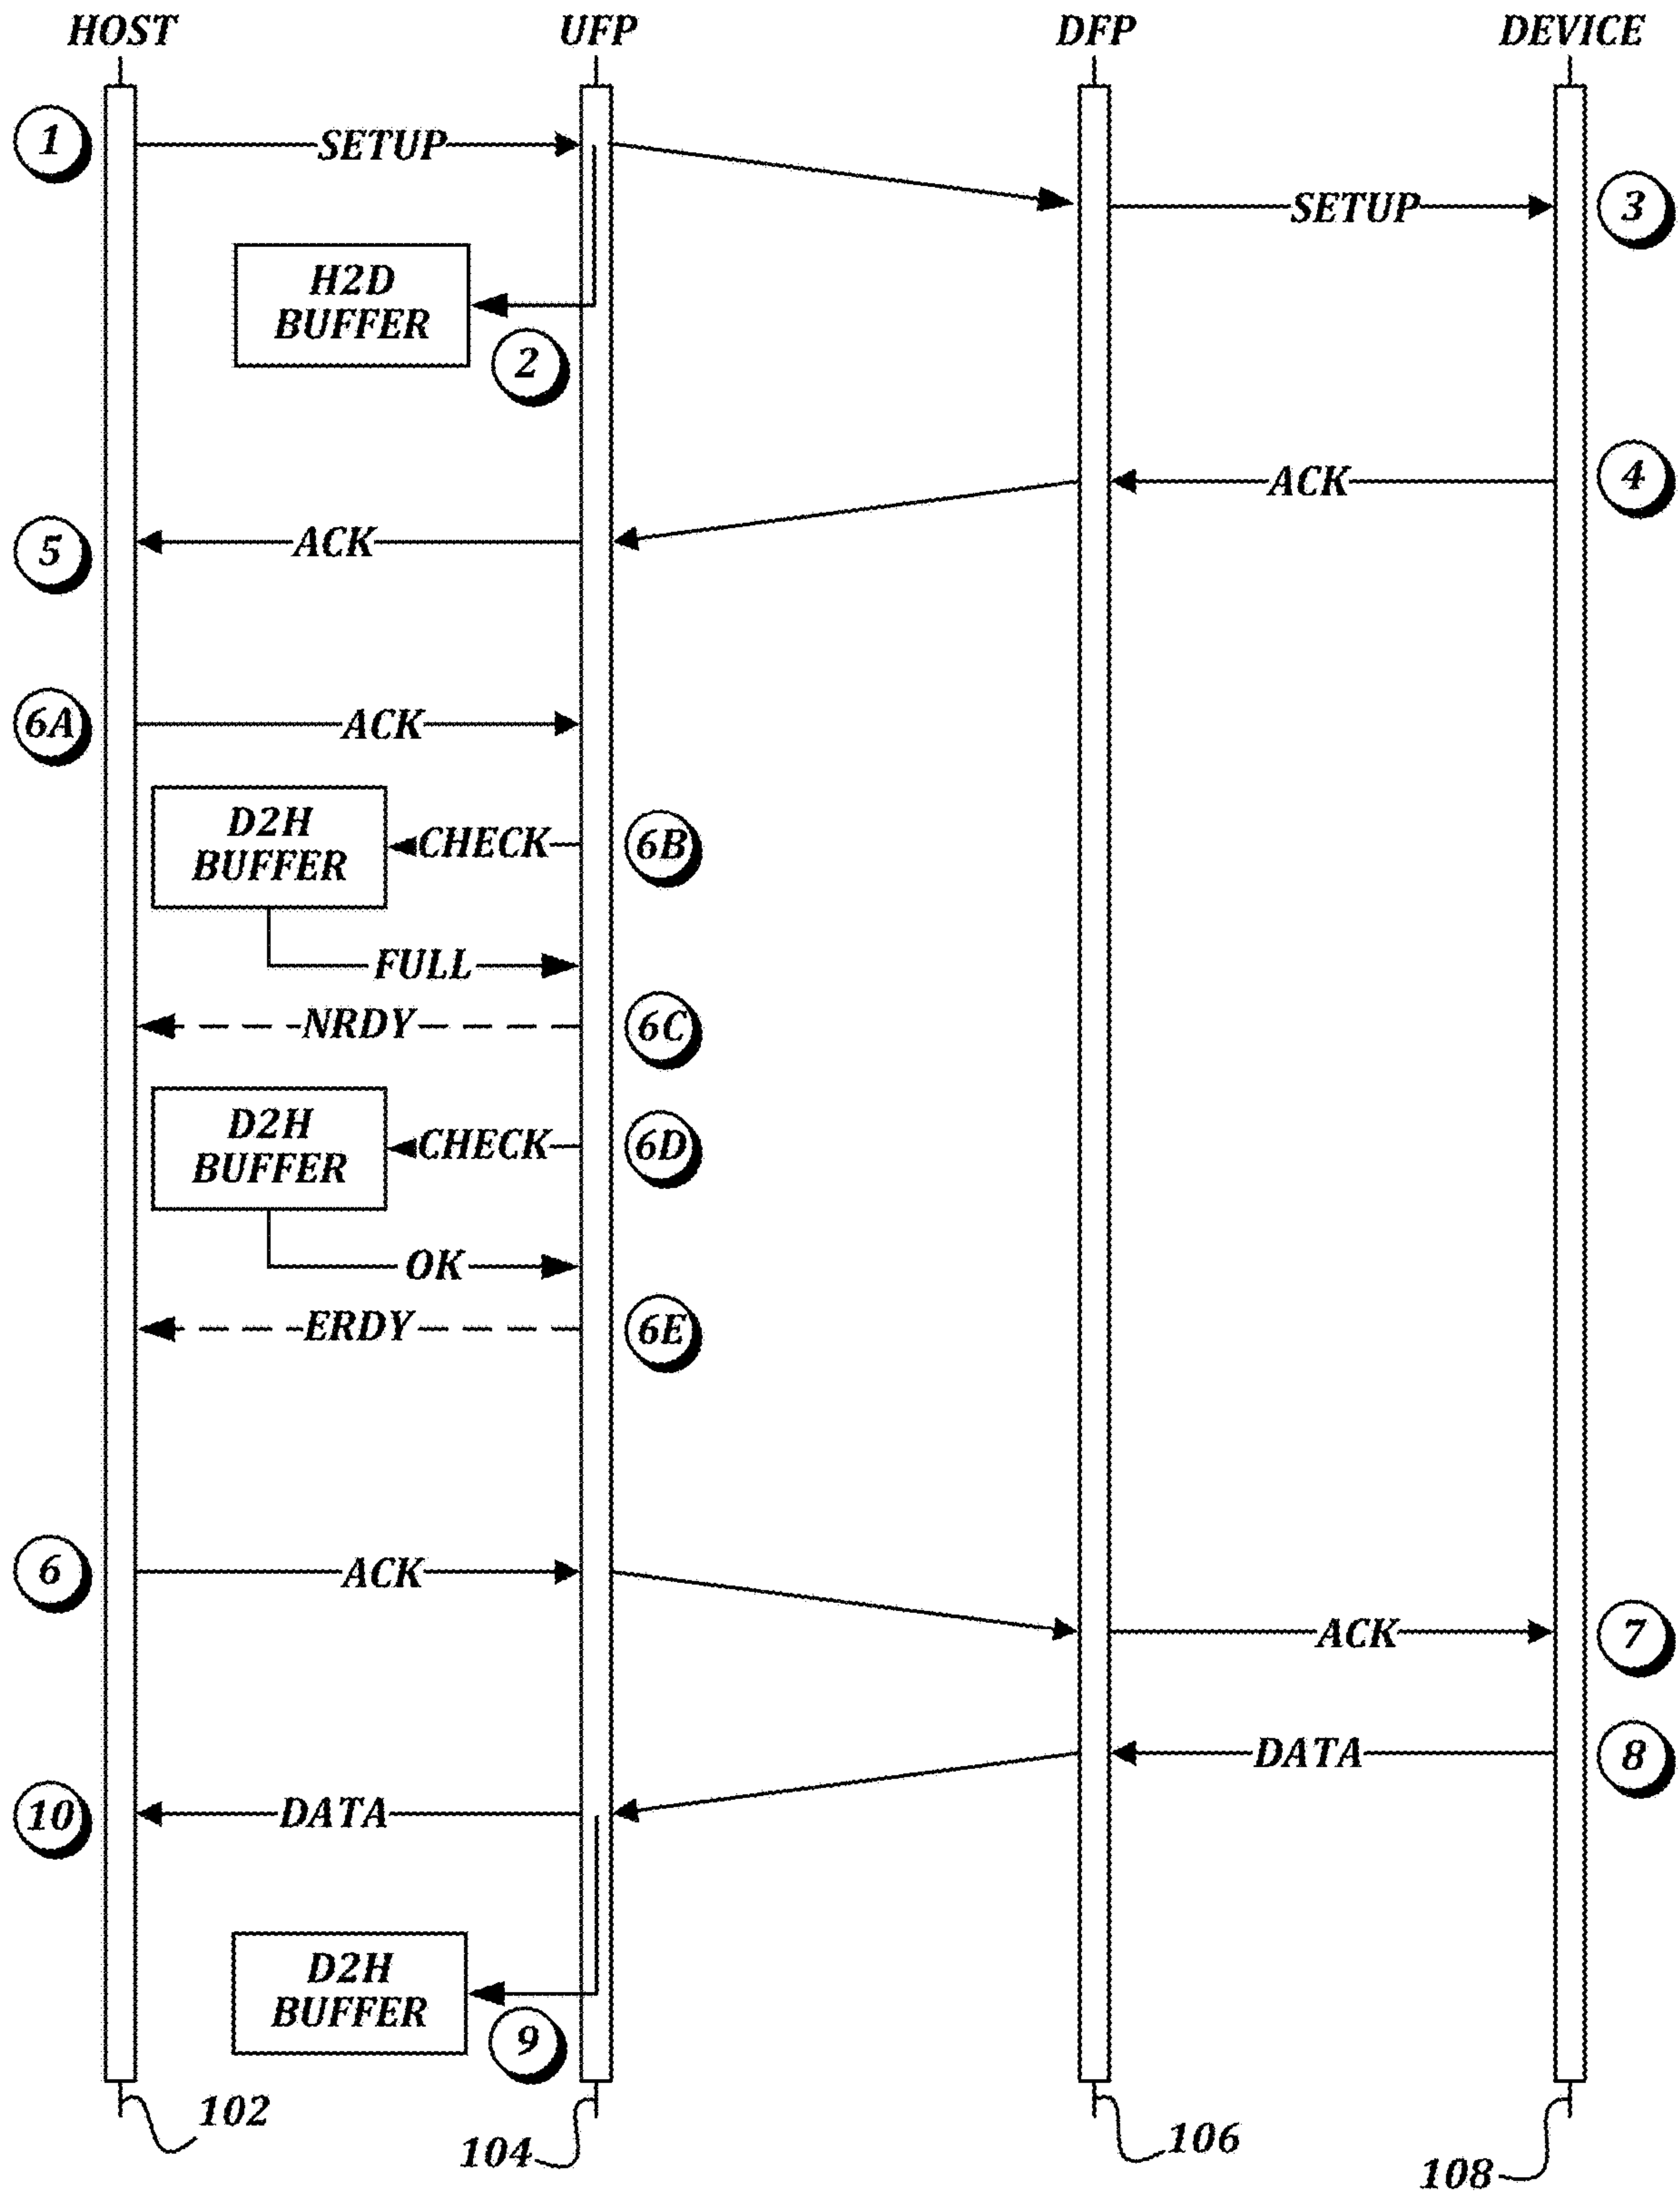 HOST UFP DFP DEVICE
1 SETUP
SETUP 3
H2D
BUFFER
2
ACK 4
5 ACK
6A ACK
D2H
BUFFER
CHECK 6B
FULL
NRDY 6C
D2H
BUFFER
CHECK 6D
OK
ERDY 6E
6 ACK
ACK 7
DATA 8
10 DATA
D2H
BUFFER
9
102
104
106
108